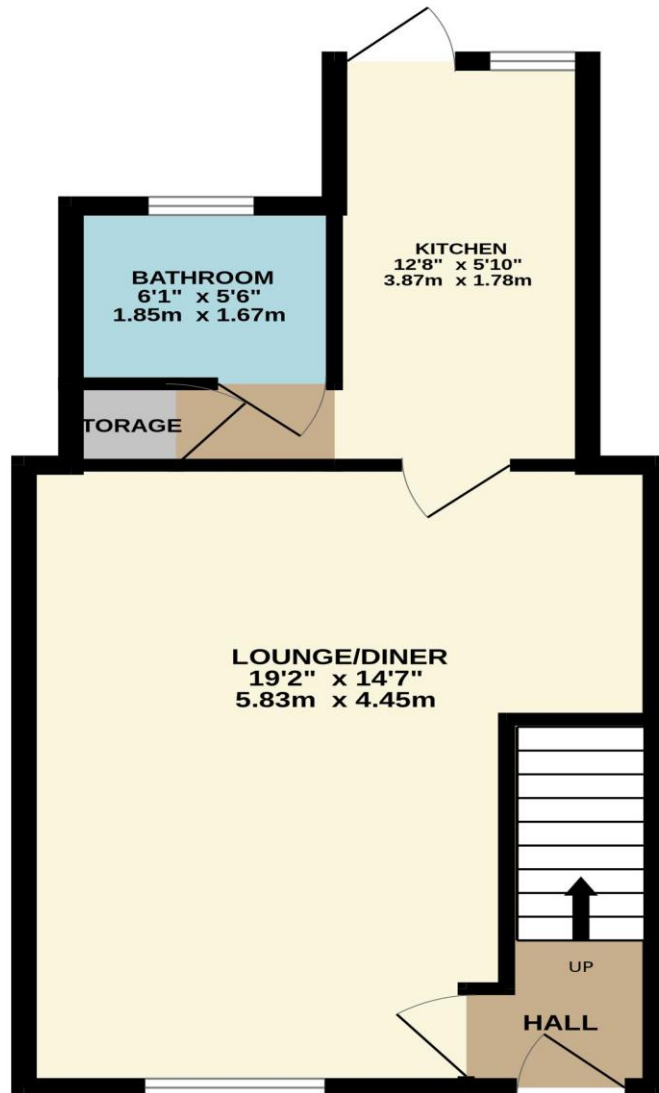 KITCHEN
12'8" x 5'10"
3.87m x 1.78m
BATHROOM
6'1" x 5'6"
1.85m x 1.67m
TORAGE
LOUNGE/DINER
19'2" x 14'7"
5.83m x 4.45m
UP
HALL